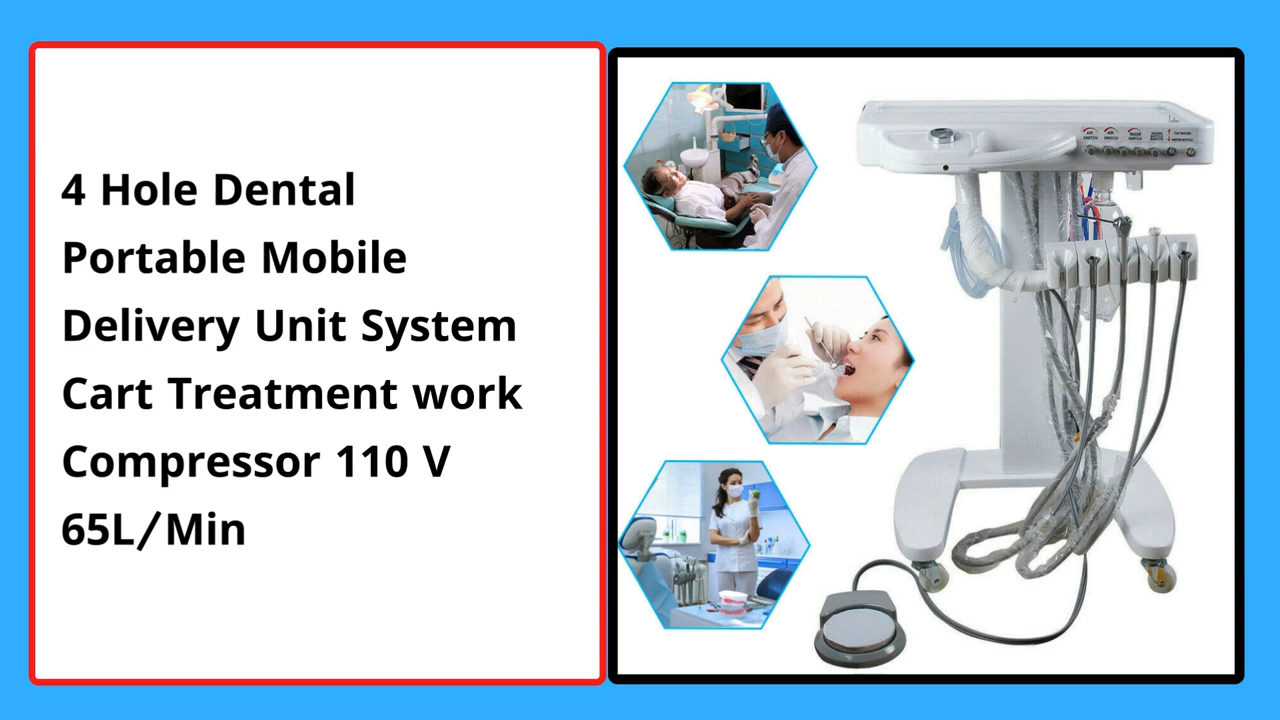 4 Hole Dental
Portable Mobile
Delivery Unit System
Cart Treatment work
Compressor 110 V
65L/Min